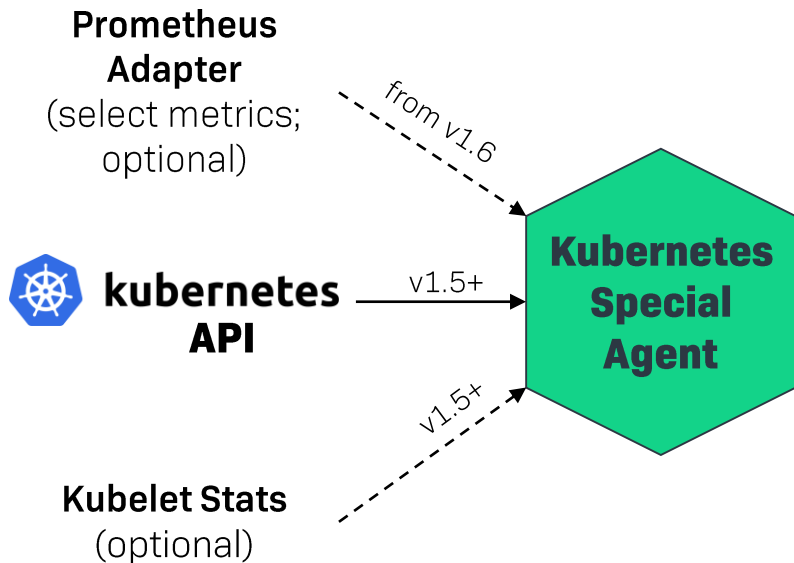 Prometheus
Adapter
(select metrics;
optional)
from v1.6
kubernetes
API
v1.5+
Kubernetes
Special
Agent
v1.5+
Kubelet Stats
(optional)